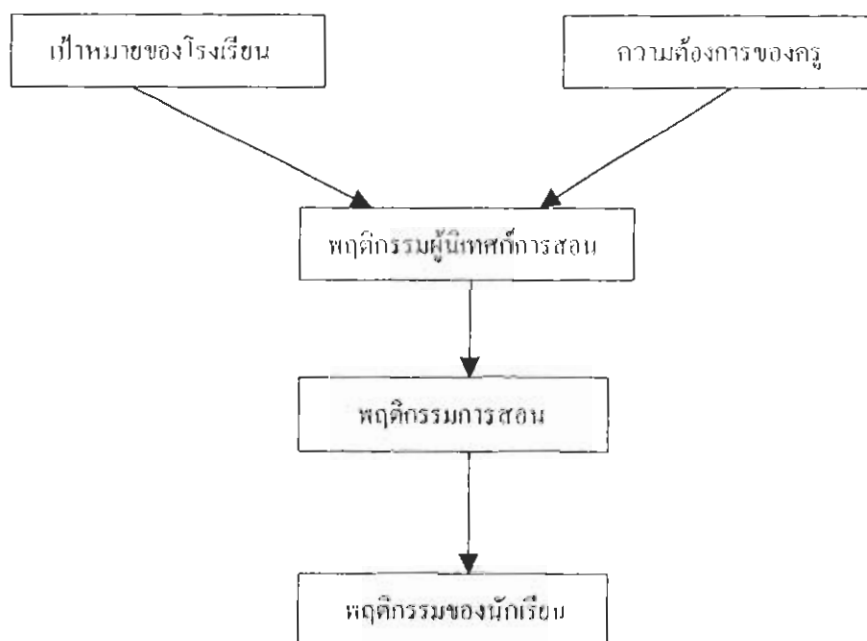 เป้าหมายของโรงเรียน
ความต้องการของครู
พฤติกรรมผู้นิเทศก์การสอน
พฤติกรรมการสอน
พฤติกรรมของนักเรียน